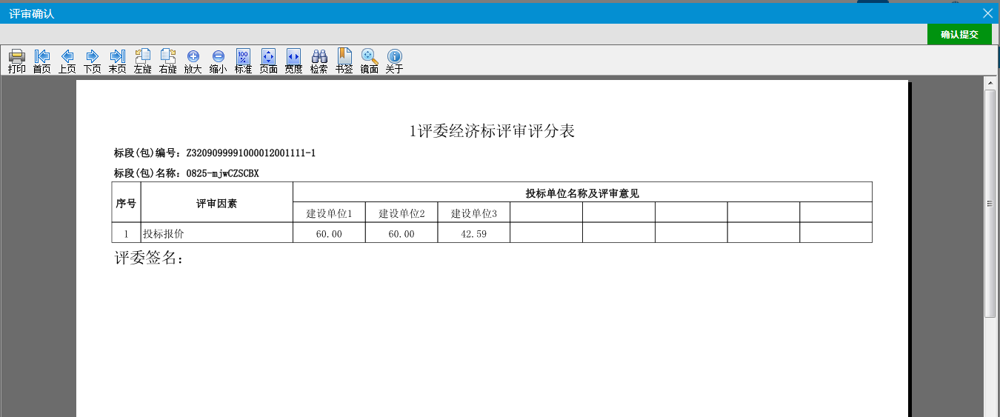 评审确认
确认提交
打印 首页 上页 下页 末页 左旋 右旋 放大 缩小 标准 页面 宽度 检索 书签 镜面 关于
1评委经济标评审评分表
标段(包)编号: Z3209099991000012001111-1
标段(包)名称: 0825-mjwCZSCBX
序号 评审因素 投标单位名称及评审意见
建设单位1 建设单位2 建设单位3
1 投标报价 60.00 60.00 42.59
评委签名: